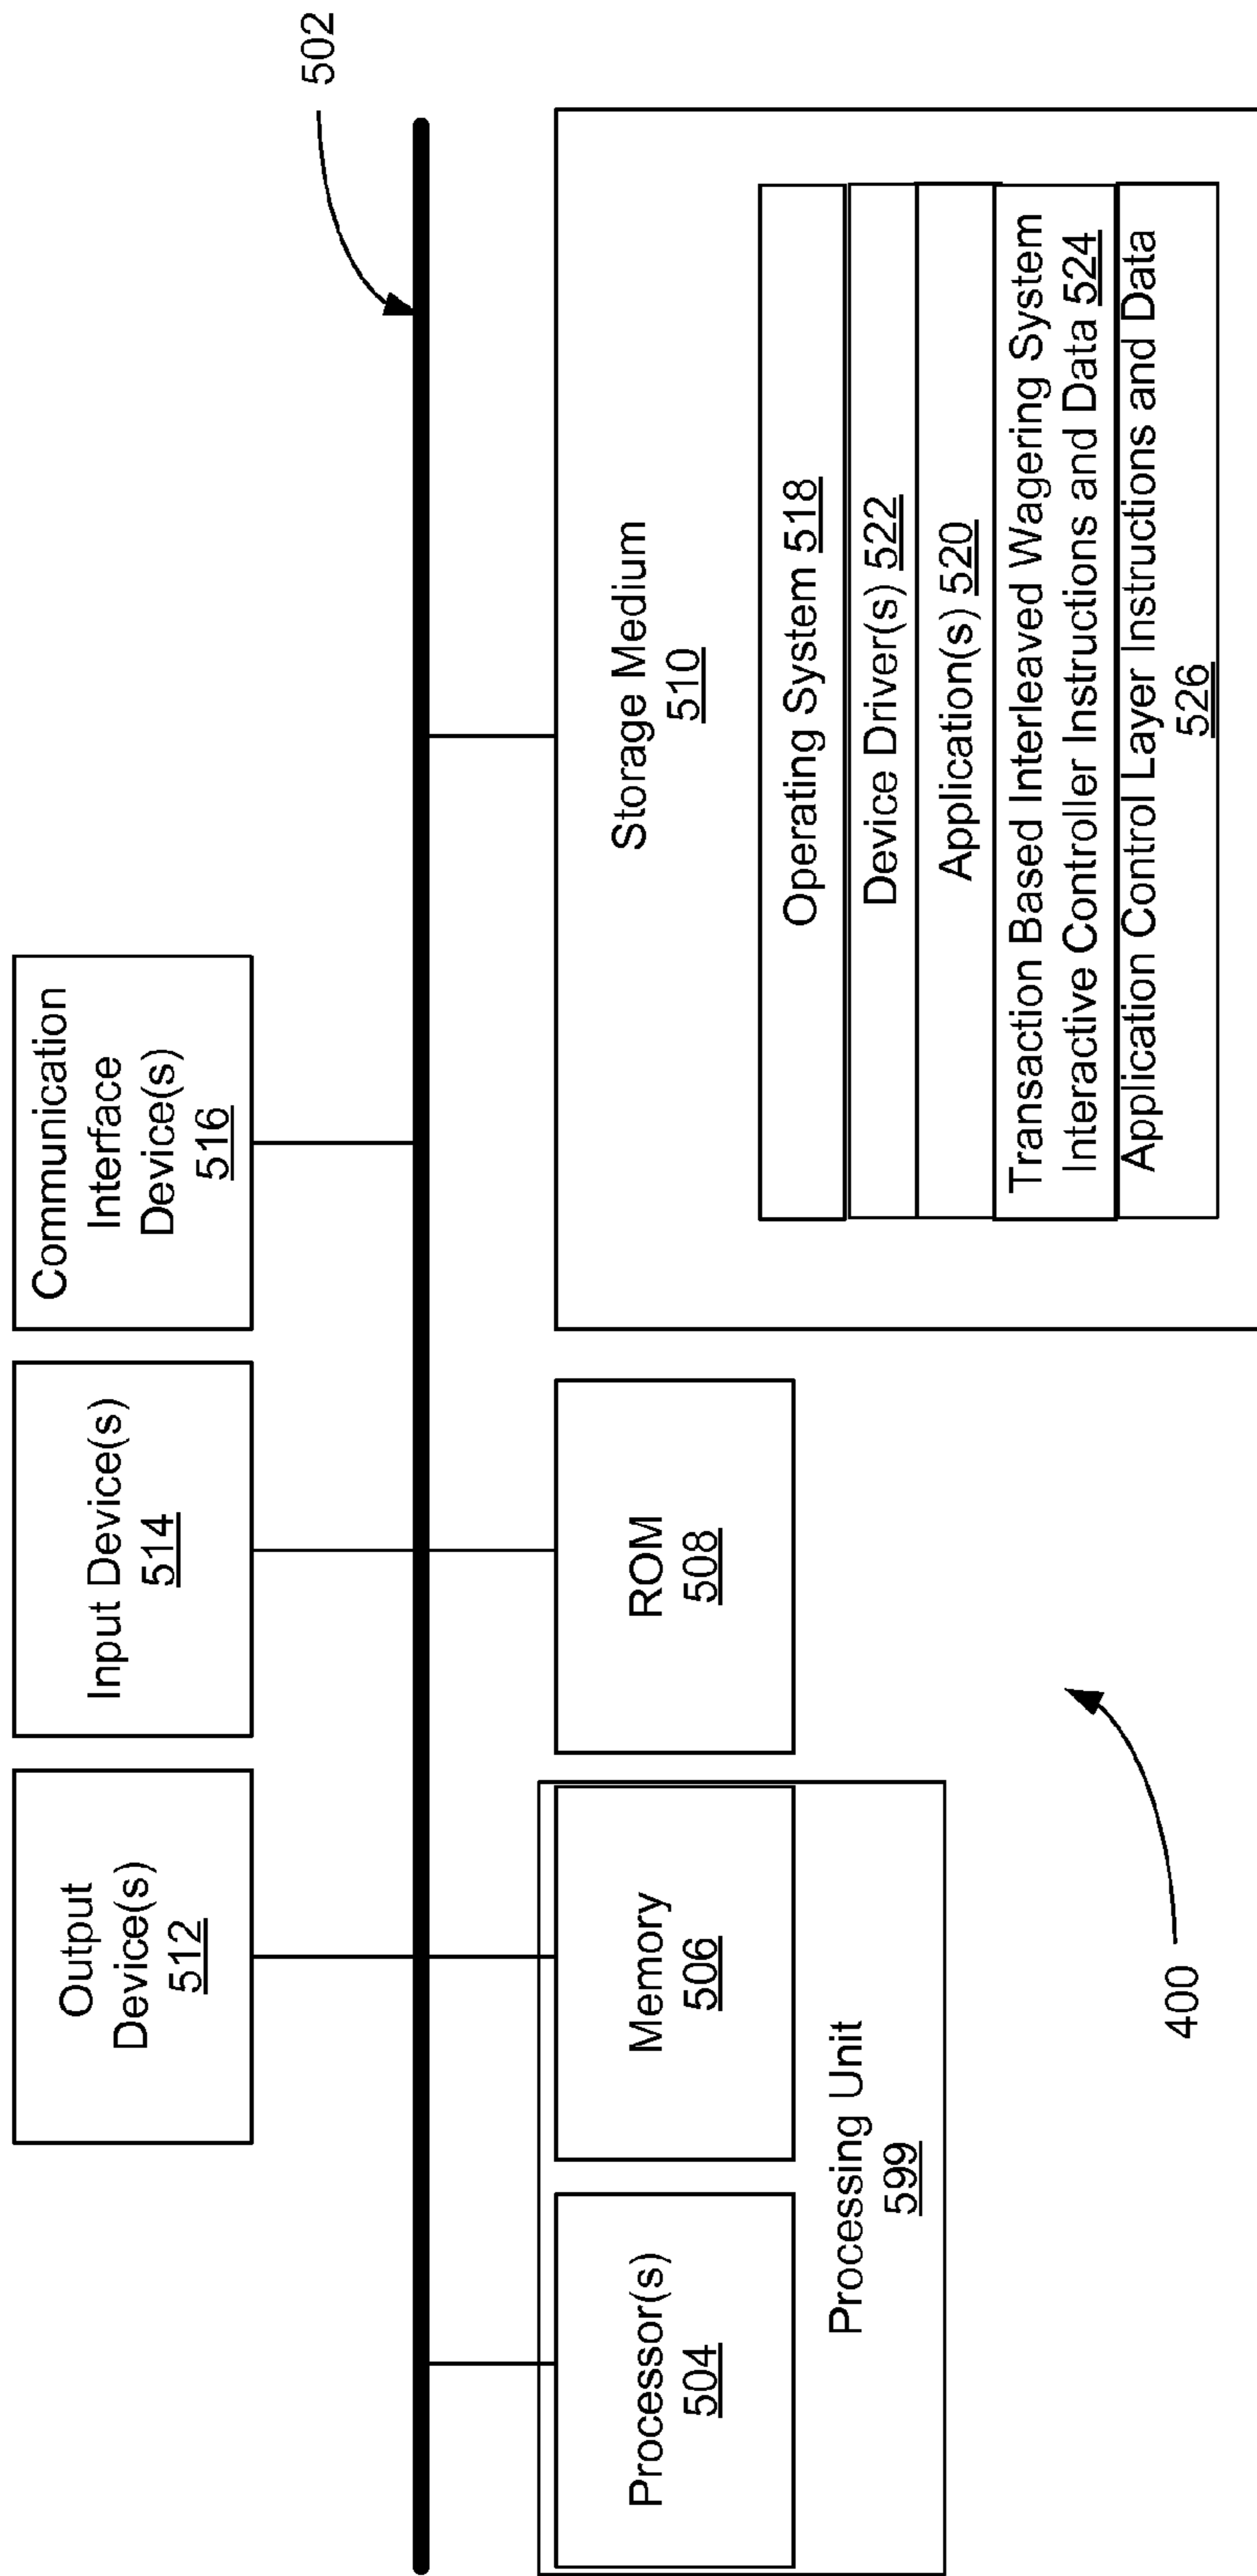 502
Output
Device(s)
512
Input Device(s)
514
Communication
Interface
Device(s)
516
Processor(s)
504
Memory
506
Processing Unit
599
ROM
508
Storage Medium
510
Operating System 518
Device Driver(s) 522
Application(s) 520
Transaction Based Interleaved Wagering System
Interactive Controller Instructions and Data 524
Application Control Layer Instructions and Data
526
400